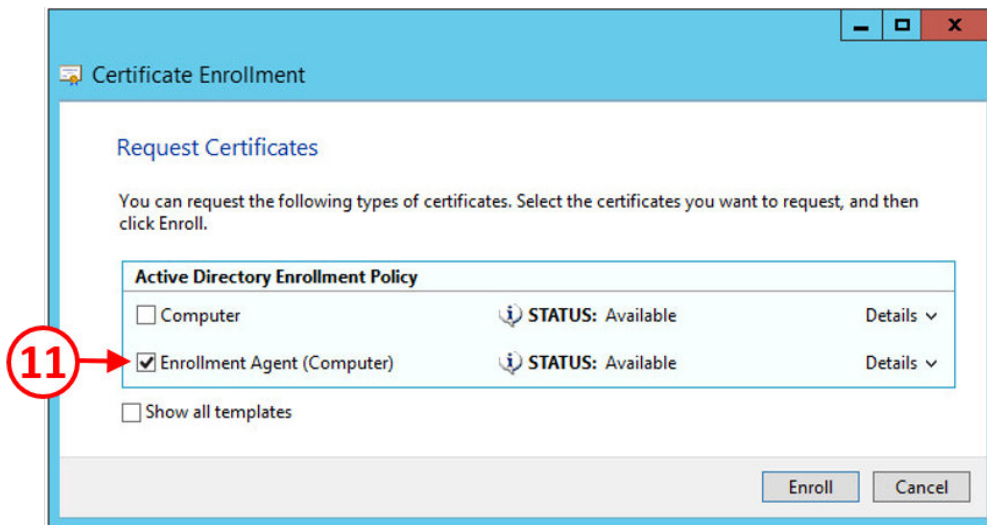 Certificate Enrollment
Request Certificates
You can request the following types of certificates. Select the certificates you want to request, and then
click Enroll.
Active Directory Enrollment Policy
Computer STATUS: Available Details
11 Enrollment Agent (Computer) STATUS: Available Details
Show all templates
Enroll Cancel